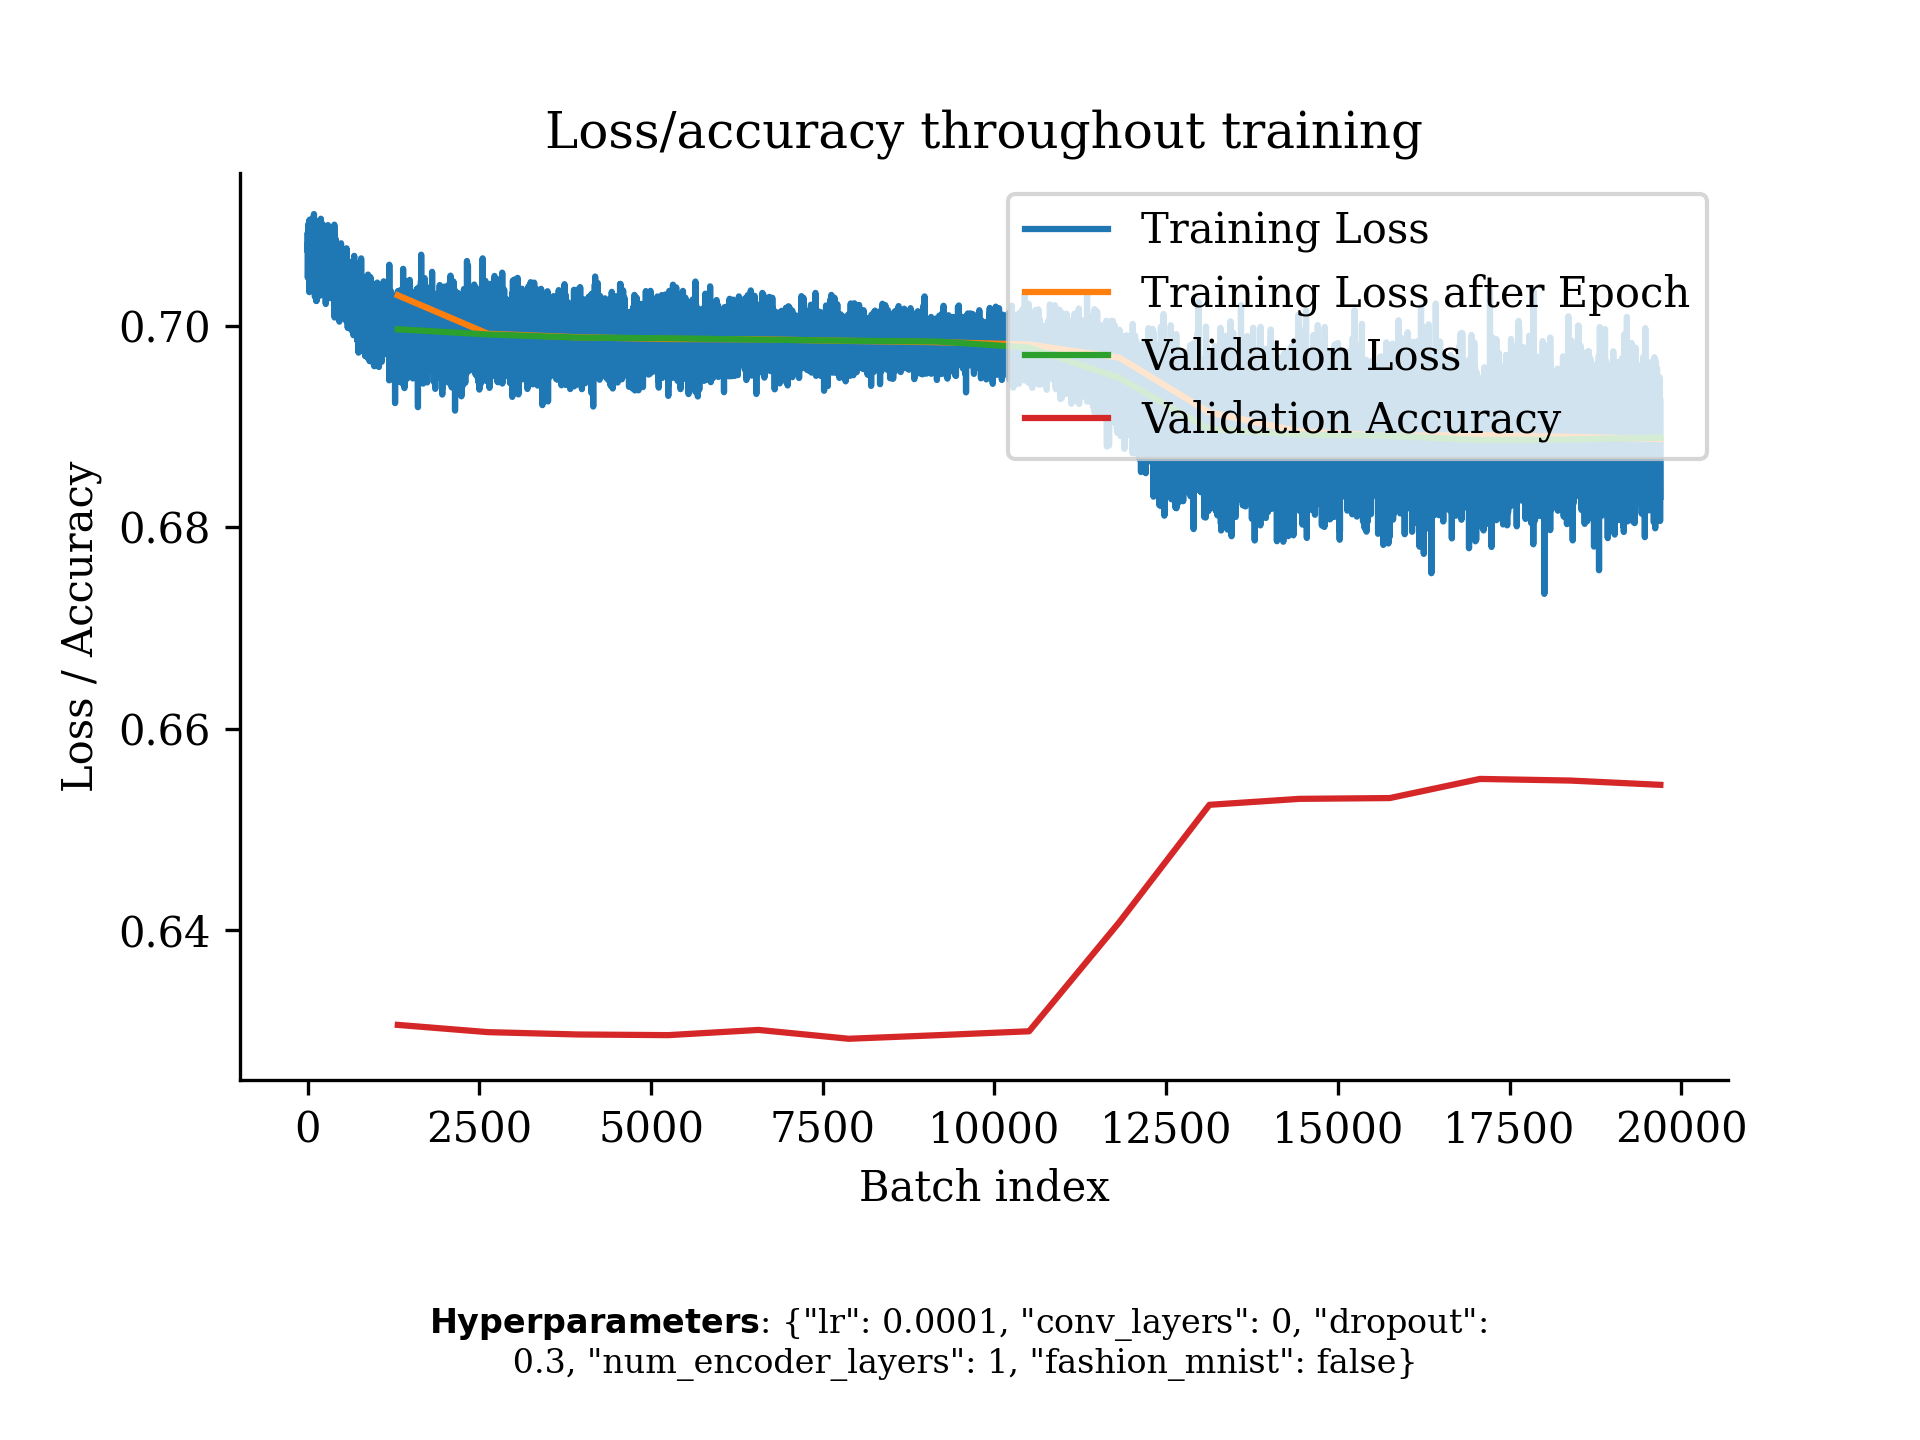 Loss/accuracy throughout training
Training Loss
Training Loss after Epoch
Validation Loss
Validation Accuracy
Loss / Accuracy
0.70
0.68
0.66
0.64
0 2500 5000 7500 10000 12500 15000 17500 20000
Batch index
Hyperparameters: {"lr": 0.0001, "conv_layers": 0, "dropout":
0.3, "num_encoder_layers": 1, "fashion_mnist": false}